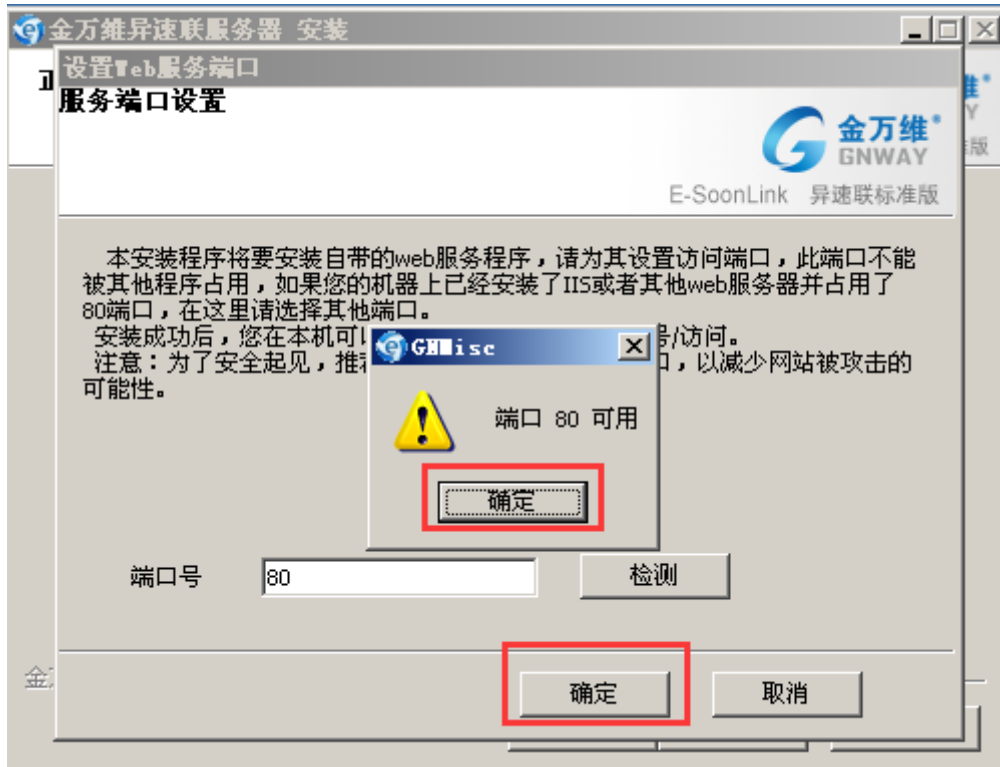 金万维异速联服务器 安装
设置Web服务端口
服务端口设置
金万维
GNWAY
E-SoonLink 异速联标准版
版
本安装程序将要安装自带的web服务程序，请为其设置访问端口，此端口不能
被其他程序占用，如果您的机器上已经安装了IIS或者其他web服务器并占用了
80端口，在这里请选择其他端口。
安装成功后，您在本机可以
号/访问。
注意：为了安全起见，推
，以减少网站被攻击的
可能性。
端口 80 可用
确定
端口号
80
检测
确定
取消
金